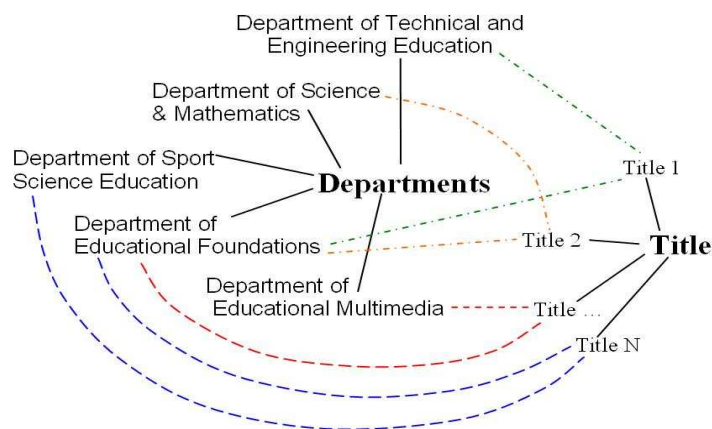 Department of Technical and
Engineering Education
Department of Science
& Mathematics
Department of Sport
Science Education
Departments
Title 1
Department of
Educational Foundations
Title 2
Title
Department of
Educational Multimedia
Title ...
Title N